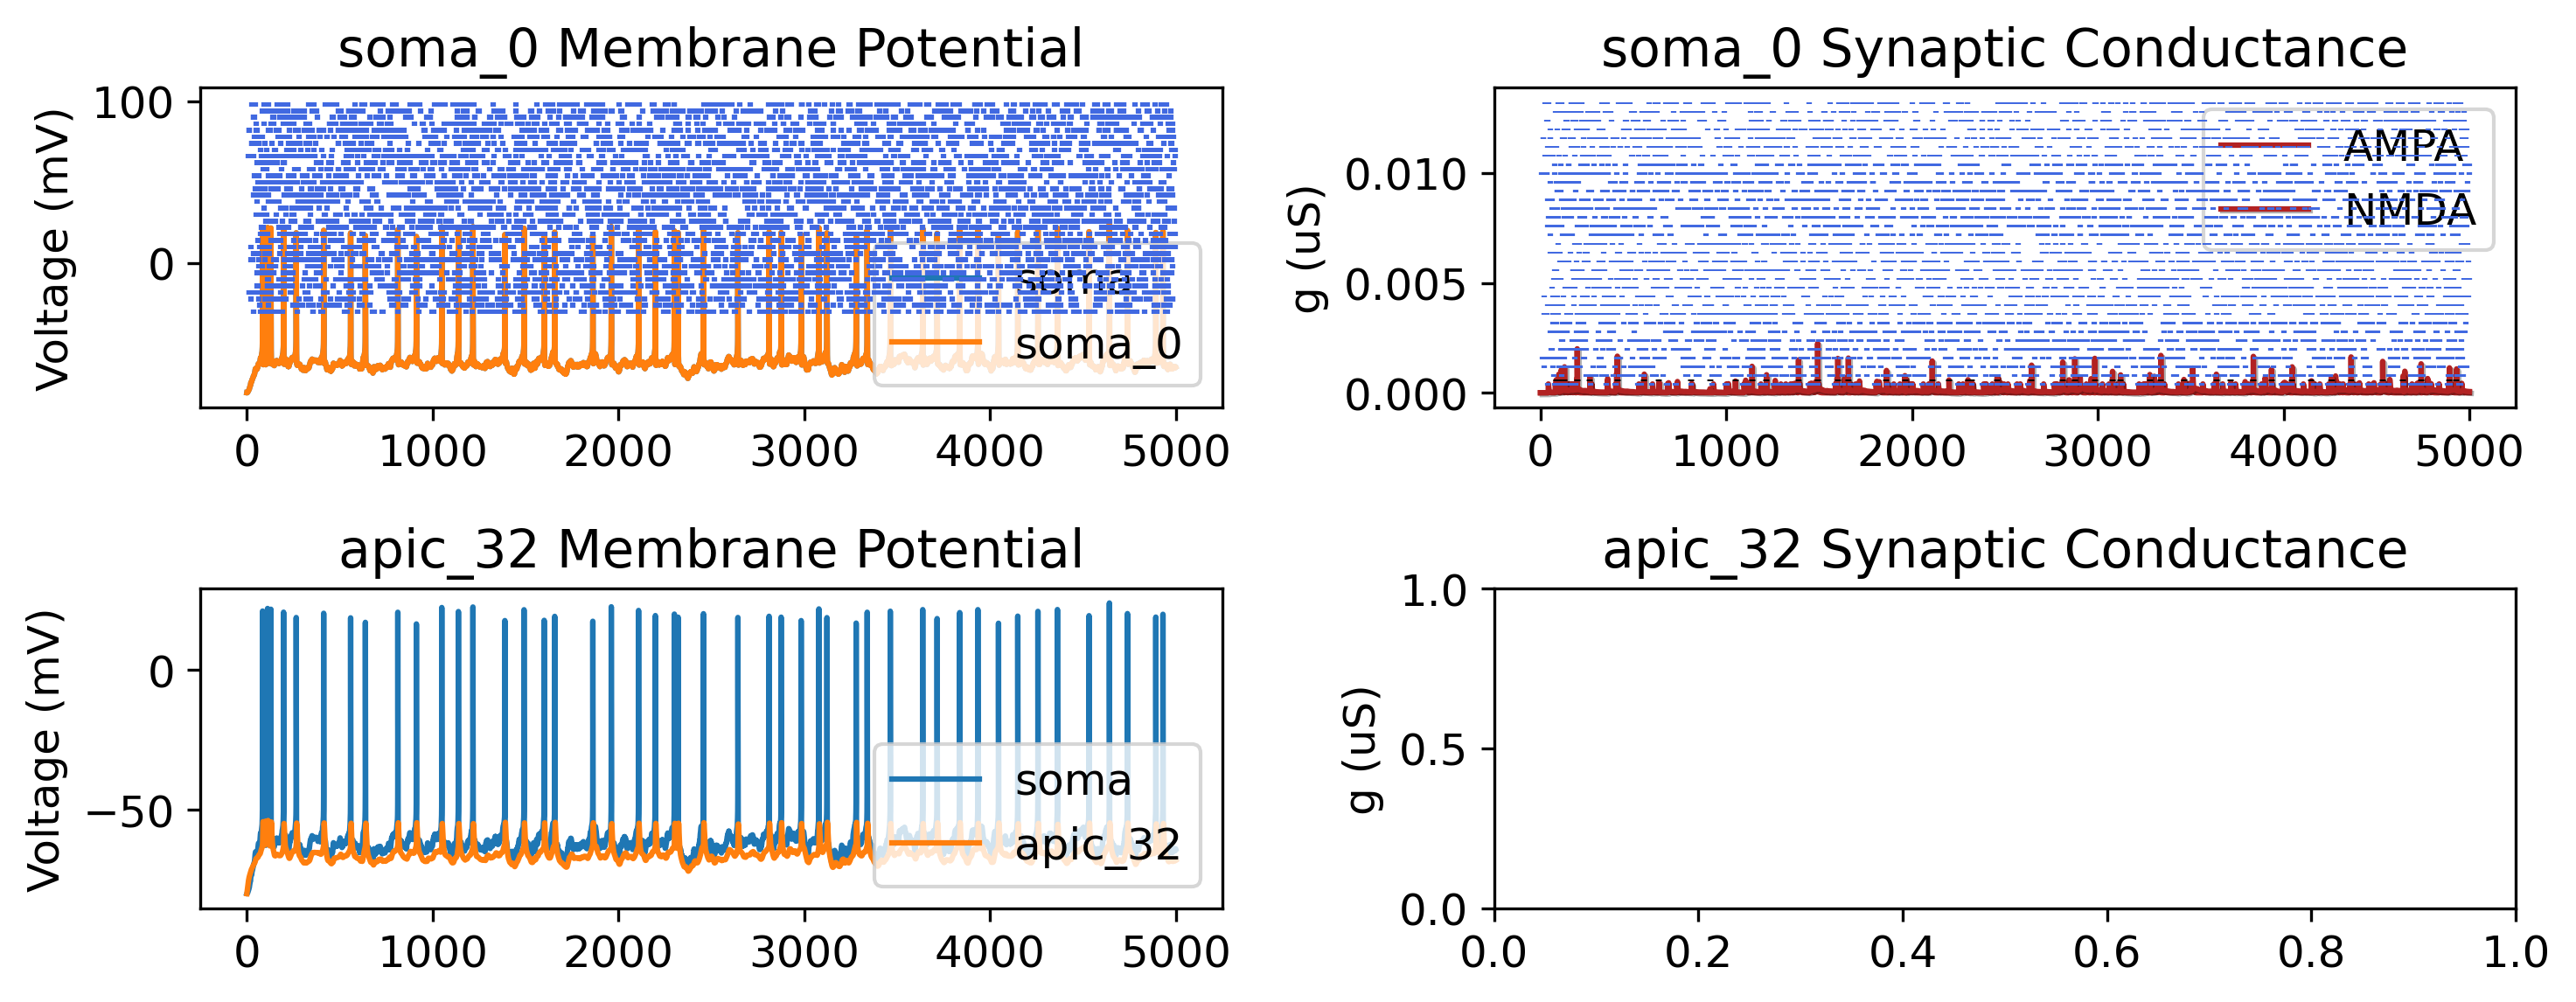 soma_0 Membrane Potential
Voltage (mV)
100
0
soma
soma_0
0 1000 2000 3000 4000 5000
soma_0 Synaptic Conductance
g (uS)
0.010
0.005
0.000
AMPA
NMDA
0 1000 2000 3000 4000 5000
apic_32 Membrane Potential
Voltage (mV)
0
−50
soma
apic_32
0 1000 2000 3000 4000 5000
apic_32 Synaptic Conductance
g (uS)
1.0
0.5
0.0
0.0 0.2 0.4 0.6 0.8 1.0